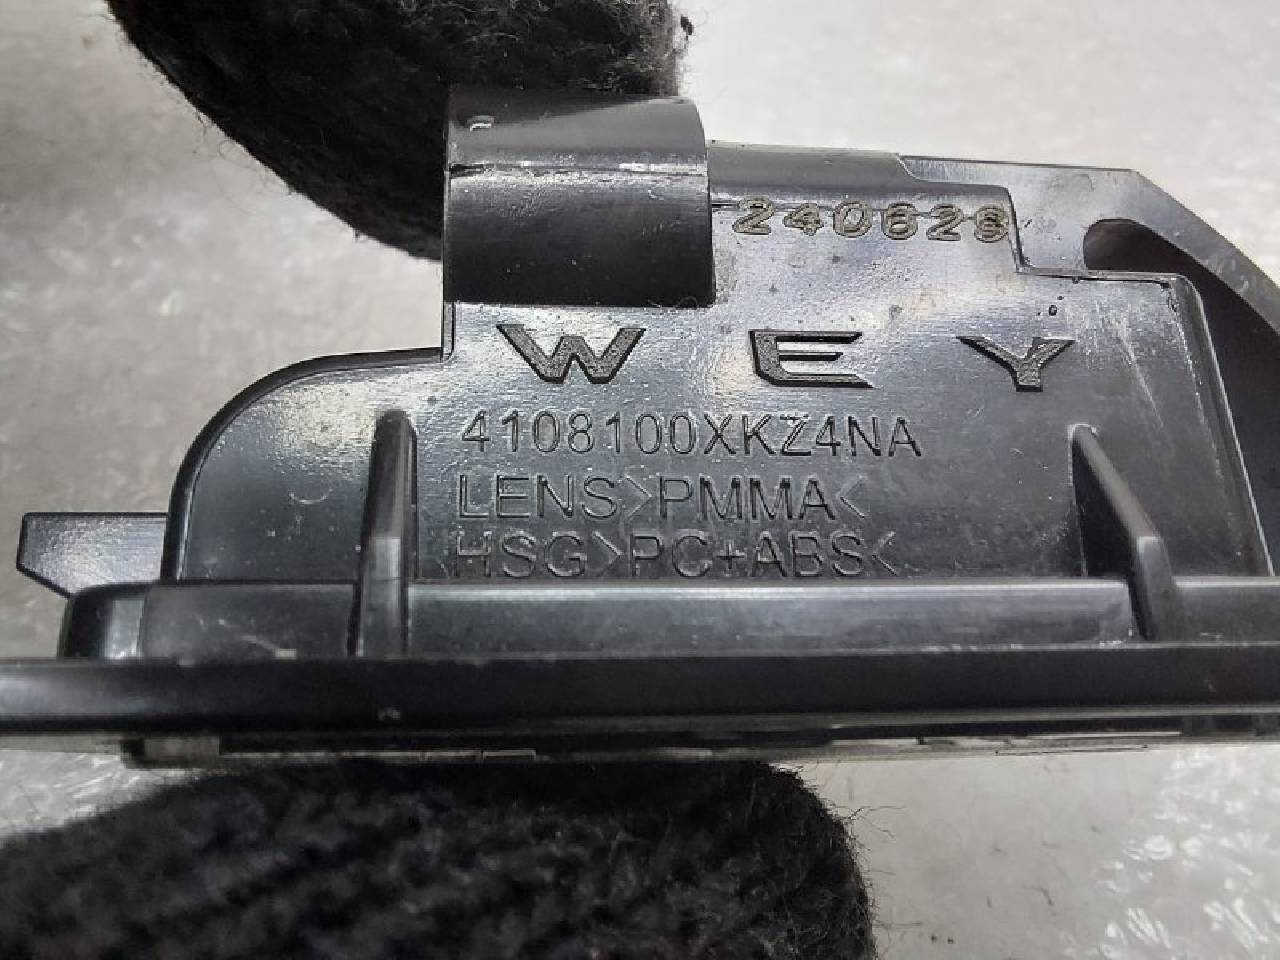 240628
WEY
4108100XKZ4NA
LENS>PMMA<
HSG>PC+ABS<